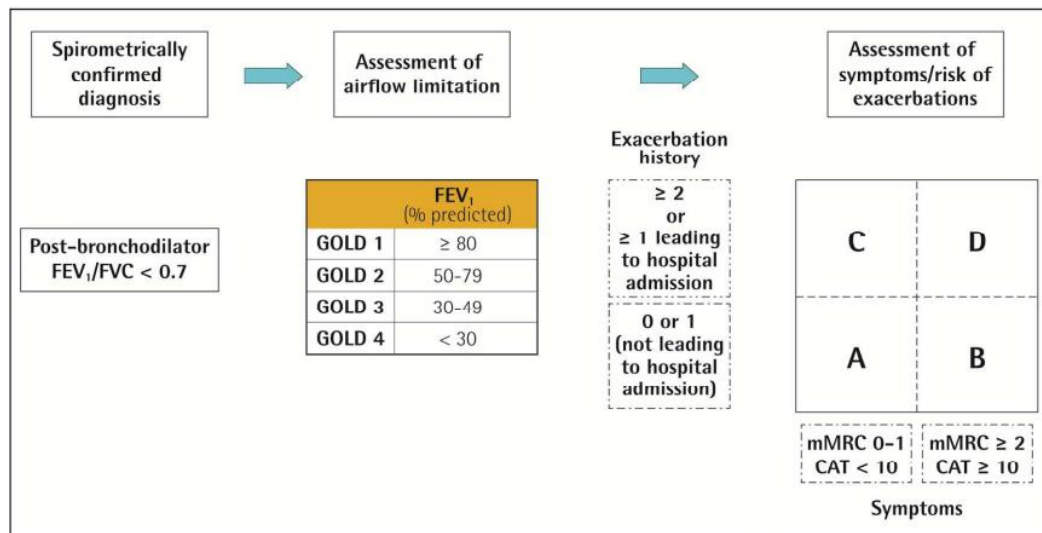 Spirometrically
confirmed
diagnosis
Assessment of
airflow limitation
Assessment of
symptoms/risk of
exacerbations
Post-bronchodilator
FEV₁/FVC < 0.7
FEV₁
(% predicted)
GOLD 1 ≥ 80
GOLD 2 50-79
GOLD 3 30-49
GOLD 4 < 30
Exacerbation
history
≥ 2
or
≥ 1 leading
to hospital
admission
0 or 1
(not leading
to hospital
admission)
C D
A B
mMRC 0-1
CAT < 10
mMRC ≥ 2
CAT ≥ 10
Symptoms